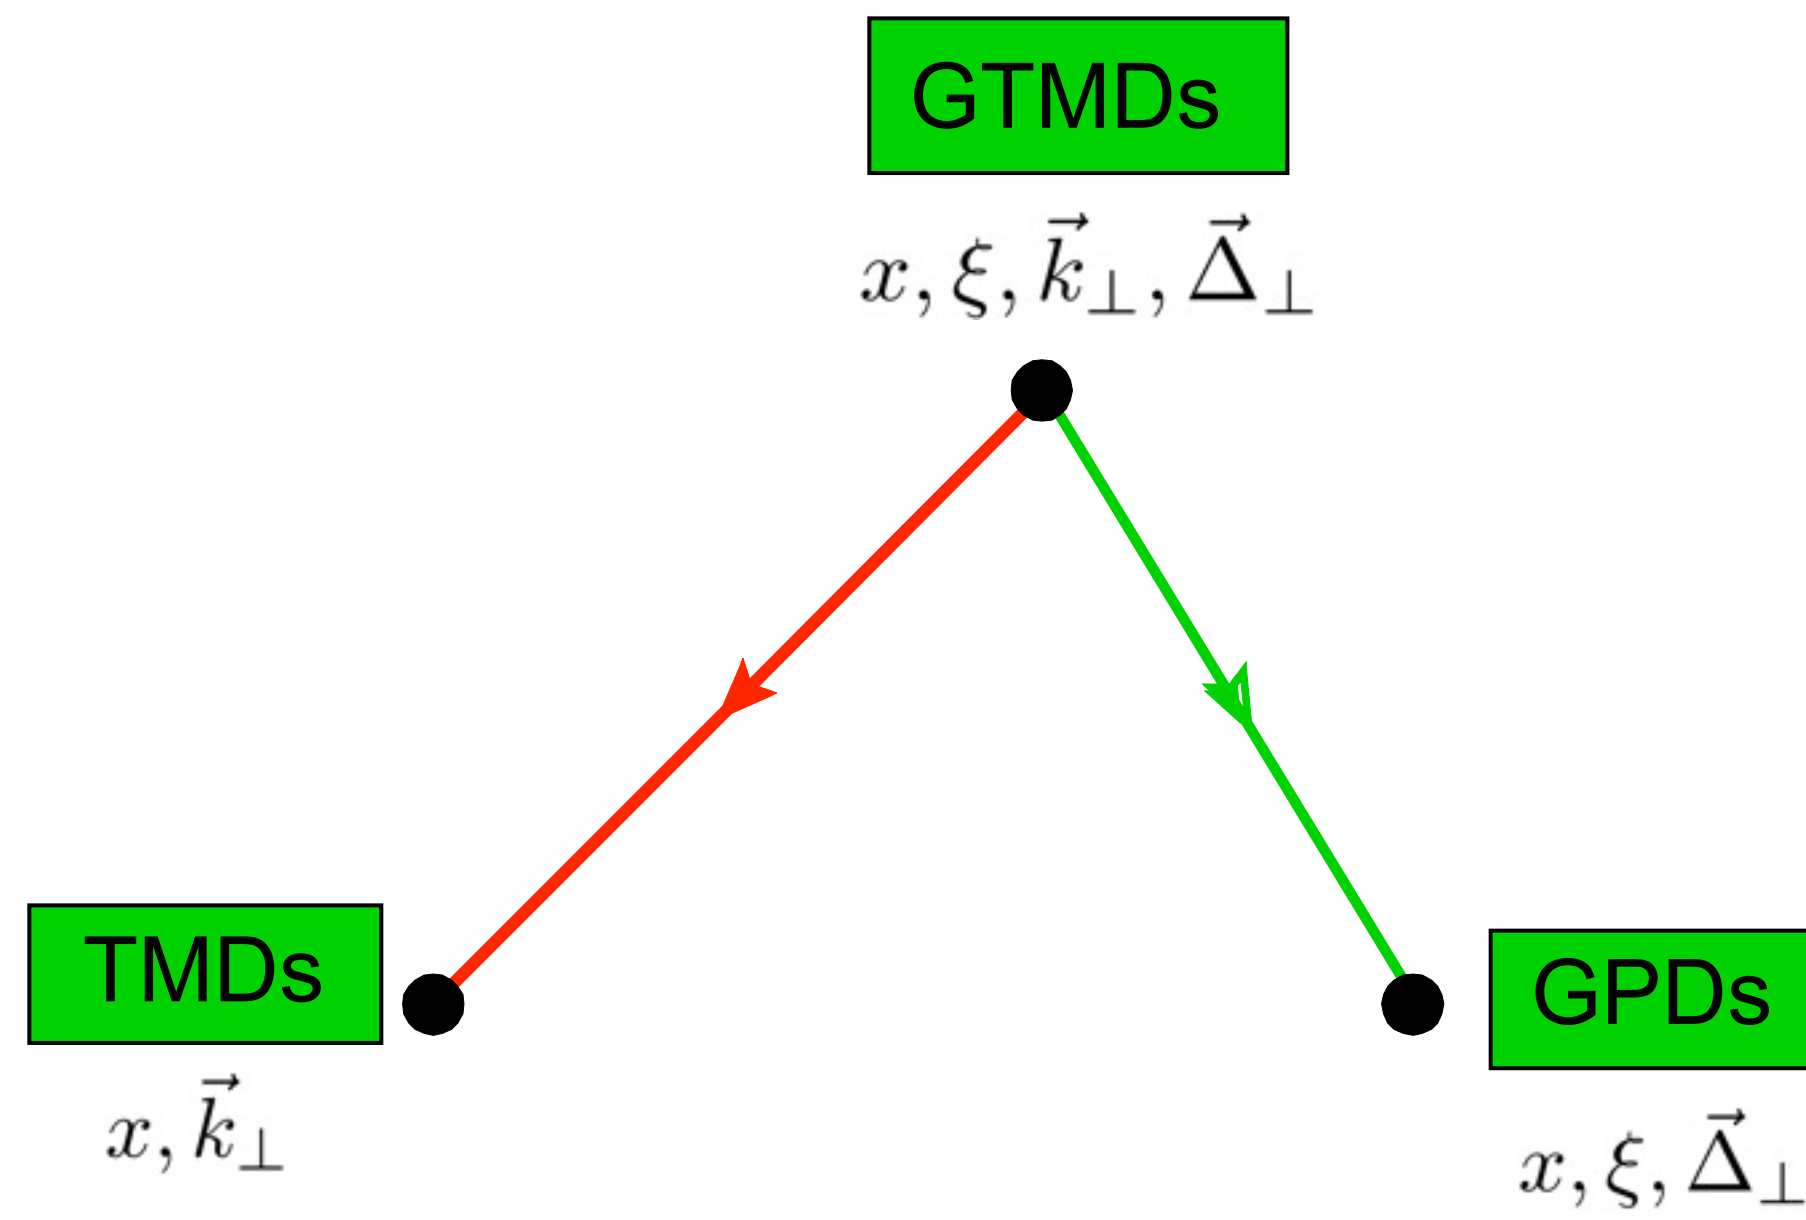 GTMDs
x, ξ, k⃗⊥, Δ⃗⊥
TMDs
x, k⃗⊥
GPDs
x, ξ, Δ⃗⊥